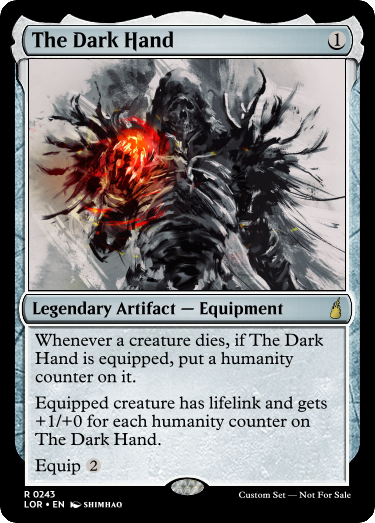 The Dark Hand 1
Legendary Artifact — Equipment
Whenever a creature dies, if The Dark
Hand is equipped, put a humanity
counter on it.
Equipped creature has lifelink and gets
+1/+0 for each humanity counter on
The Dark Hand.
Equip 2
R 0243
LOR • EN SHIMHAO
Custom Set — Not For Sale